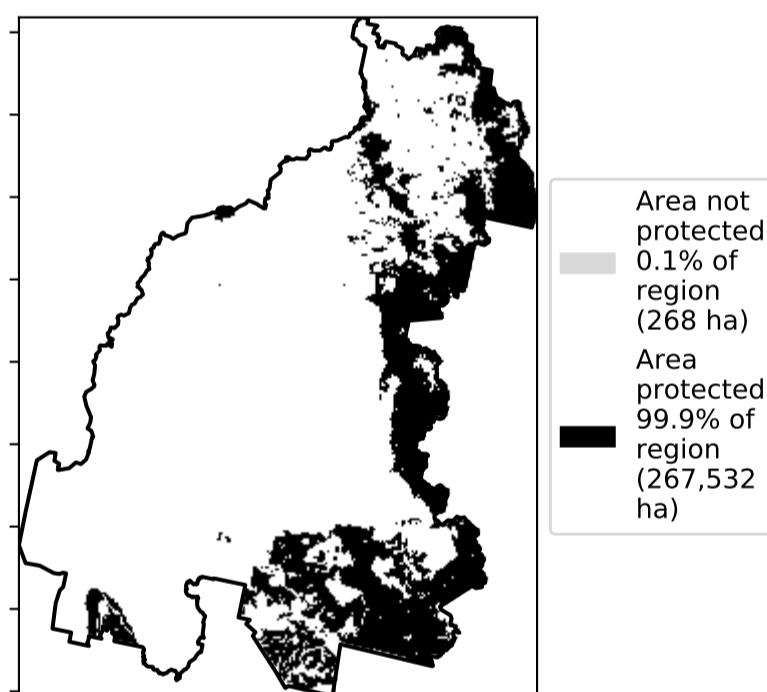 Area not
protected
0.1% of
region
(268 ha)
Area
protected
99.9% of
region
(267,532
ha)